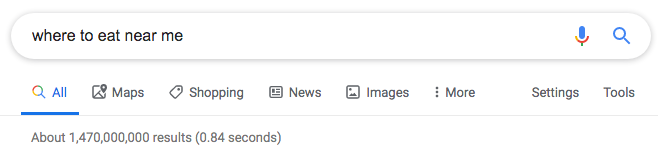 where to eat near me
All Maps Shopping News Images More Settings Tools
About 1,470,000,000 results (0.84 seconds)